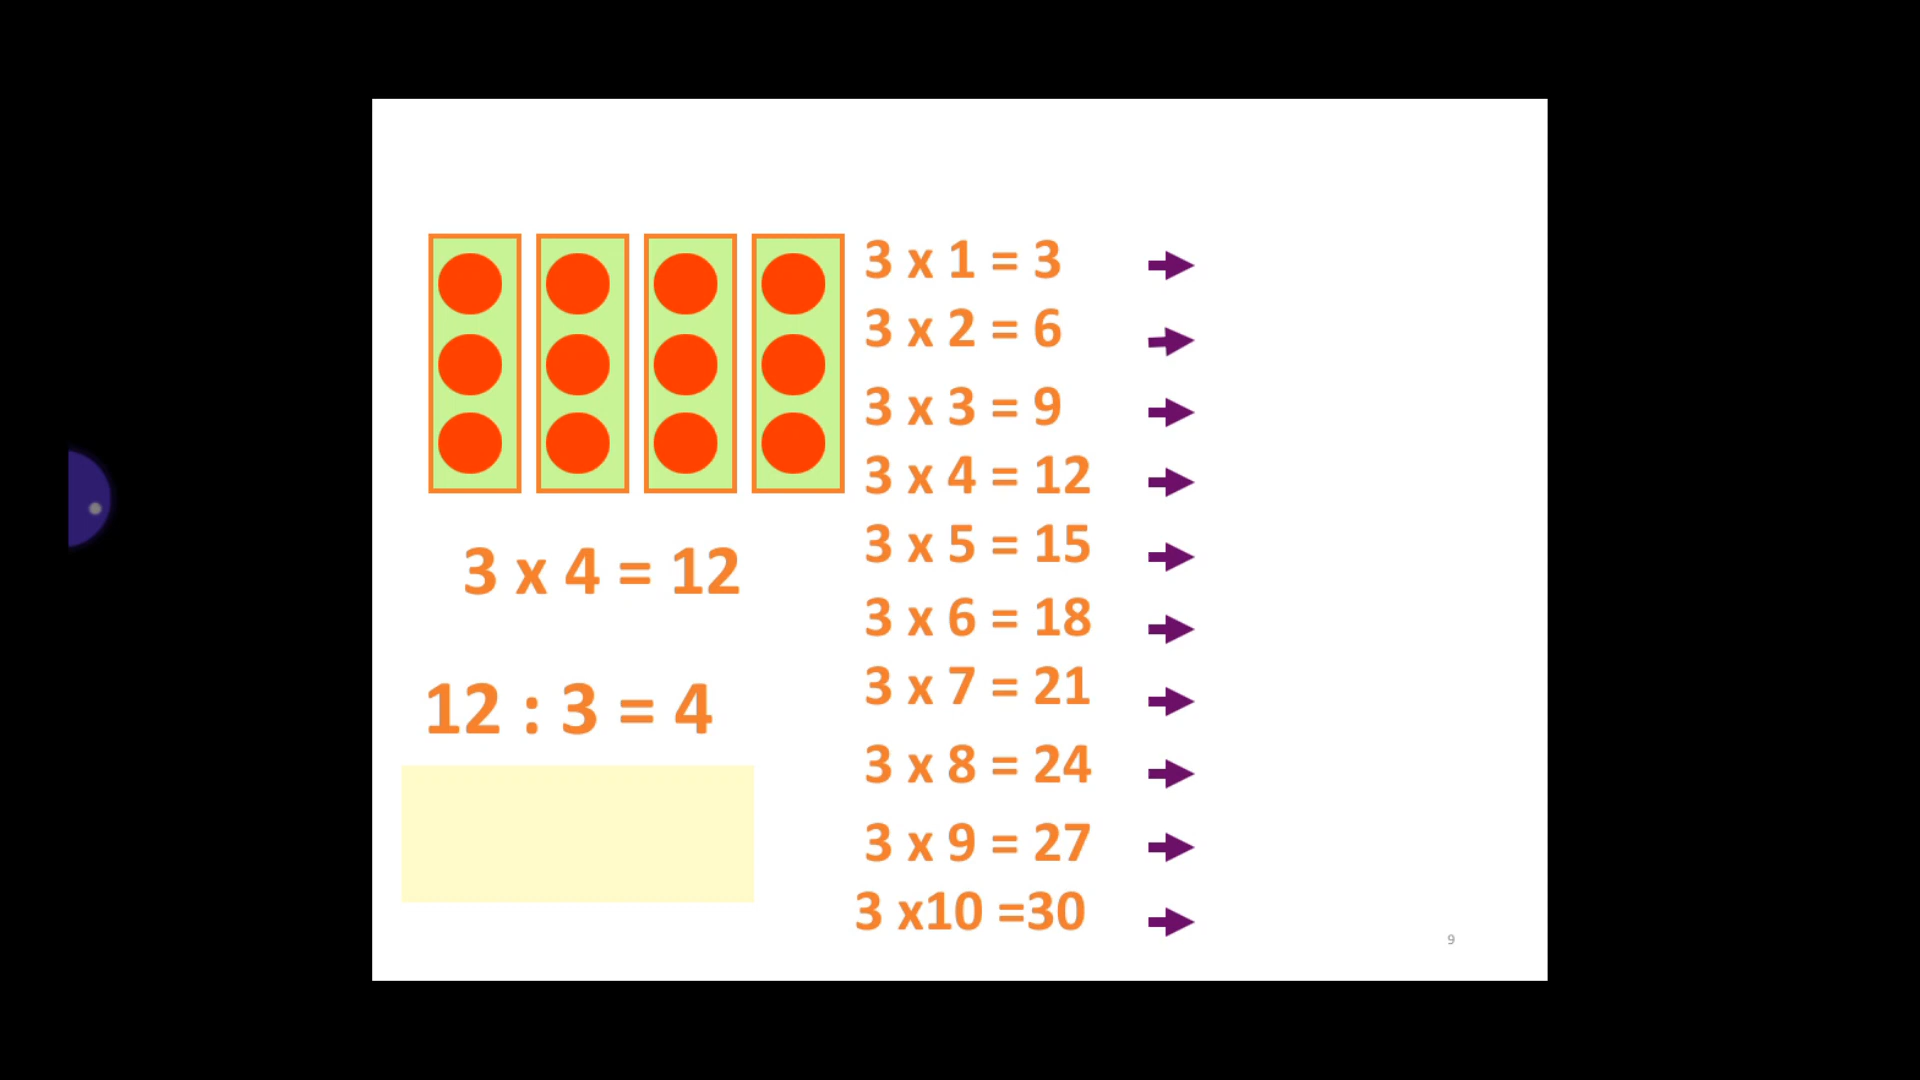 3 x 4 = 12
12 : 3 = 4
3 x 1 = 3
3 x 2 = 6
3 x 3 = 9
3 x 4 = 12
3 x 5 = 15
3 x 6 = 18
3 x 7 = 21
3 x 8 = 24
3 x 9 = 27
3 x10 =30
9